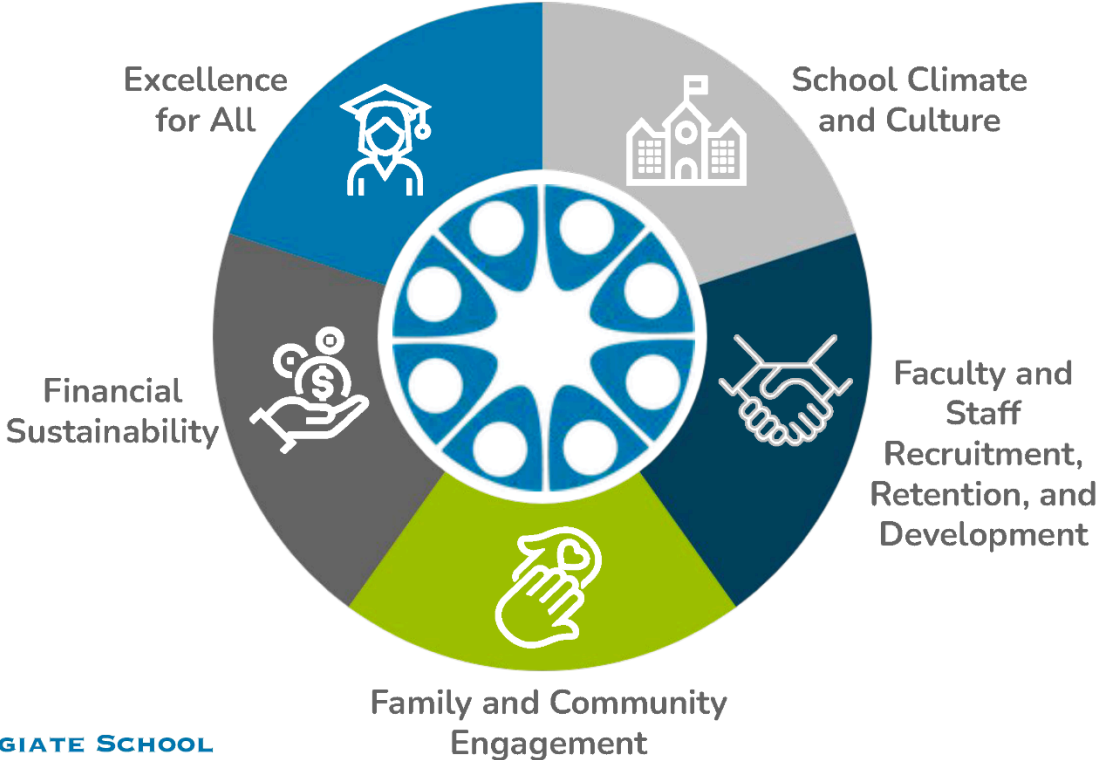 Excellence
for All
School Climate
and Culture
Financial
Sustainability
$
Faculty and
Staff
Recruitment,
Retention, and
Development
Family and Community
Engagement
GIATE SCHOOL